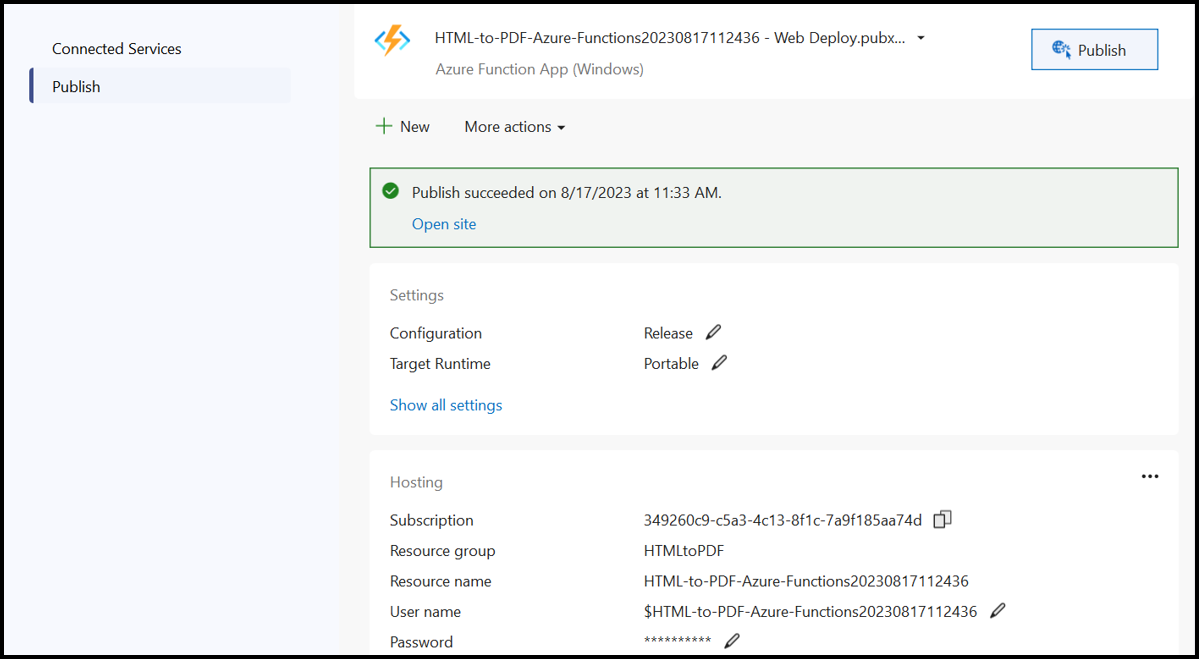 Connected Services
Publish
HTML-to-PDF-Azure-Functions20230817112436 - Web Deploy.pubx...
Azure Function App (Windows)
Publish
New
More actions
Publish succeeded on 8/17/2023 at 11:33 AM.
Open site
Settings
Configuration Release
Target Runtime Portable
Show all settings
Hosting
Subscription 349260c9-c5a3-4c13-8f1c-7a9f185aa74d
Resource group HTMLtoPDF
Resource name HTML-to-PDF-Azure-Functions20230817112436
User name $HTML-to-PDF-Azure-Functions20230817112436
Password **********